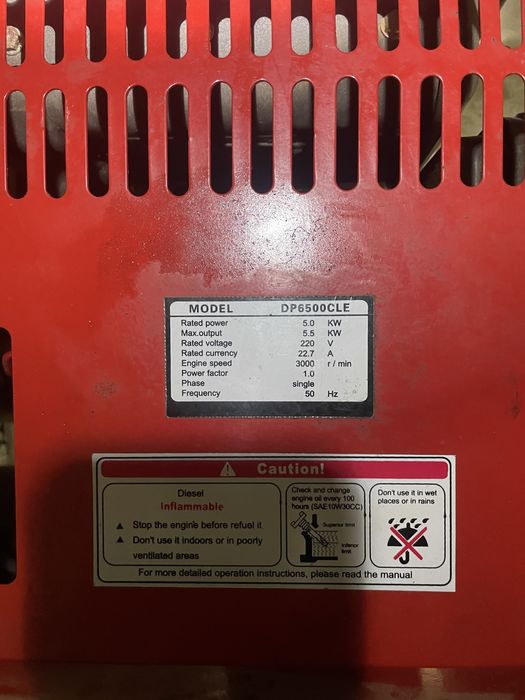 MODEL DP6500CLE
Rated power 5.0 KW
Max.output 5.5 KW
Rated voltage 220 V
Rated currency 22.7 A
Engine speed 3000 r / min
Power factor 1.0
Phase single
Frequency 50 Hz
Caution!
Diesel
Inflammable
Stop the engine before refuel it
Don't use it indoors or in poorty
ventilated areas
Check and change
engine oil every 100
hours (SAE10W30CC)
Superior limit
Inferior
limit
Don't use it in wet
places or in rains
For more detailed operation instructions, please read the manual